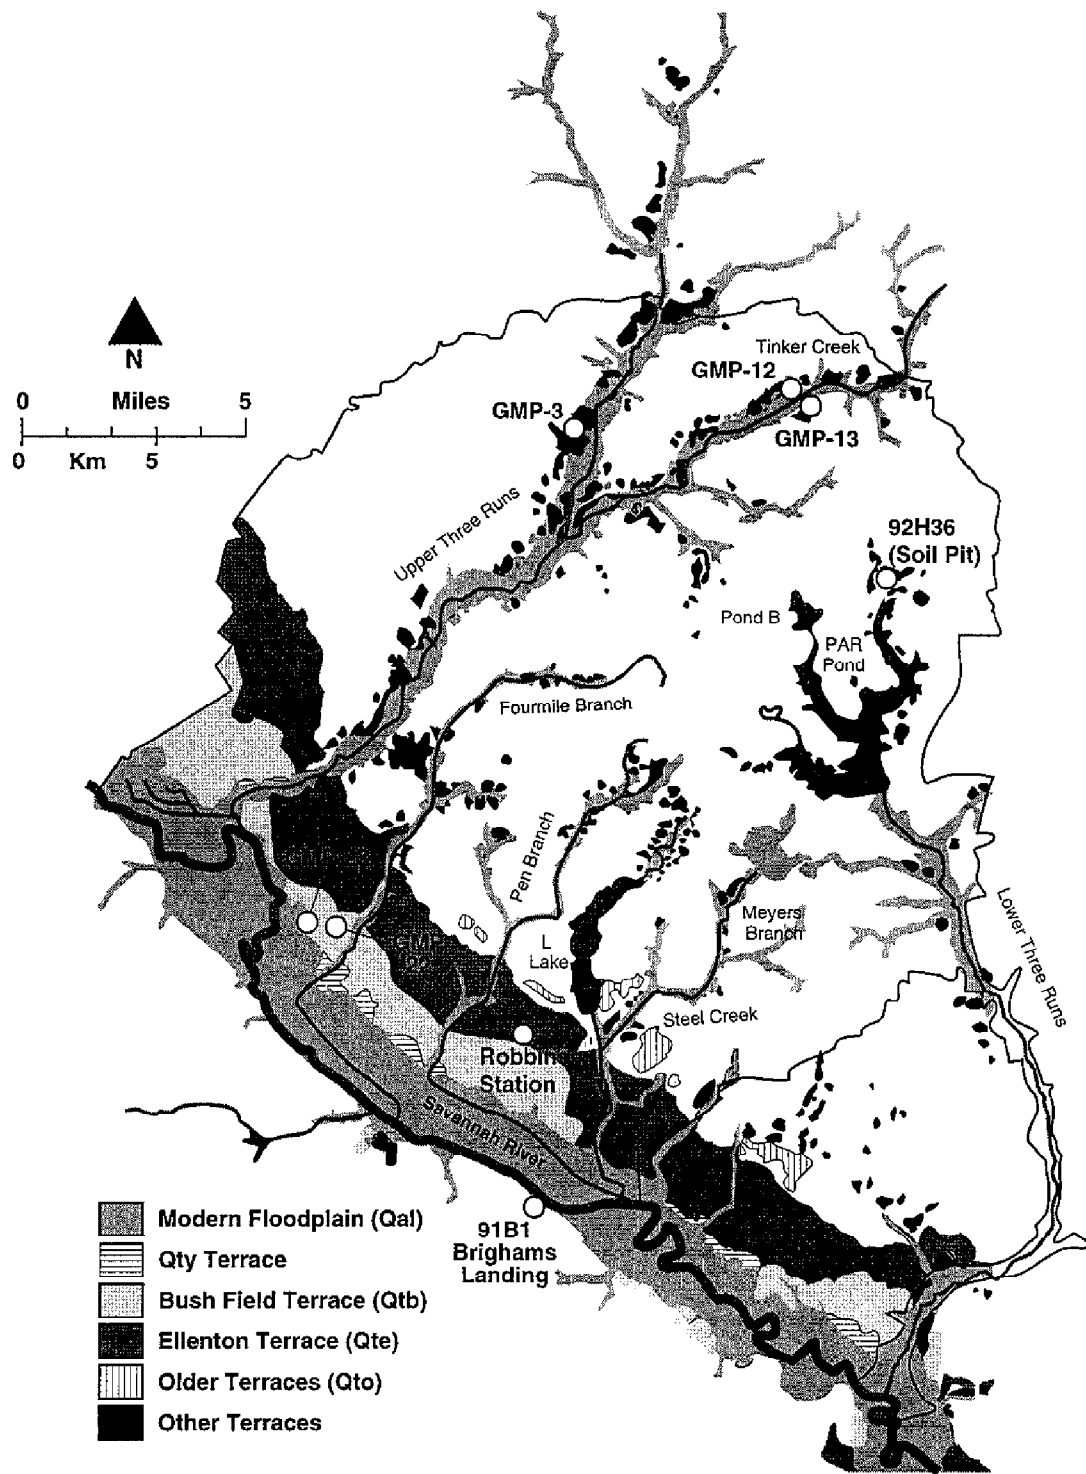 Tinker Creek
GMP-12
GMP-3
GMP-13
N
0 Miles 5
0 Km 5
Upper Three Runs
92H36
(Soil Pit)
Pond B
PAR
Pond
Fourmile Branch
Pen Branch
L
Lake
Meyers
Branch
Lower Three Runs
Steel Creek
Station
Savannah River
91B1
Brighams
Landing
Modern Floodplain (Qal)
Qty Terrace
Bush Field Terrace (Qtb)
Ellenton Terrace (Qte)
Older Terraces (Qto)
Other Terraces